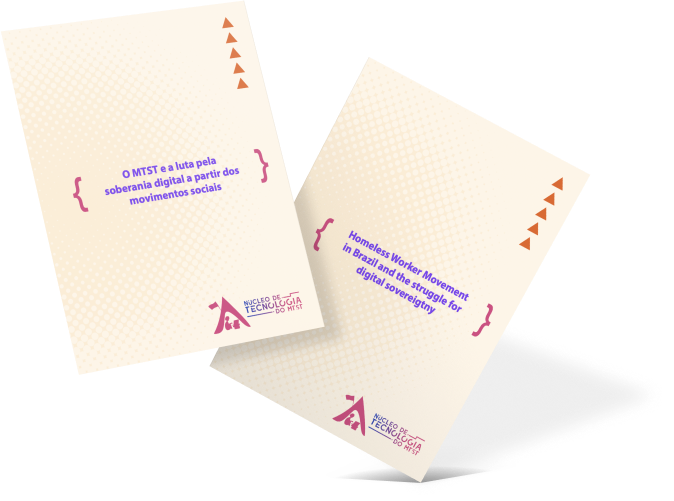 O MTST e a luta pela
soberania digital a partir dos
movimentos sociais
NÚCLEO DE
TECNOLOGIA
DO MTST
Homeless Worker Movement
in Brazil and the struggle for
digital sovereigtny
NÚCLEO DE
TECNOLOGIA
DO MTST